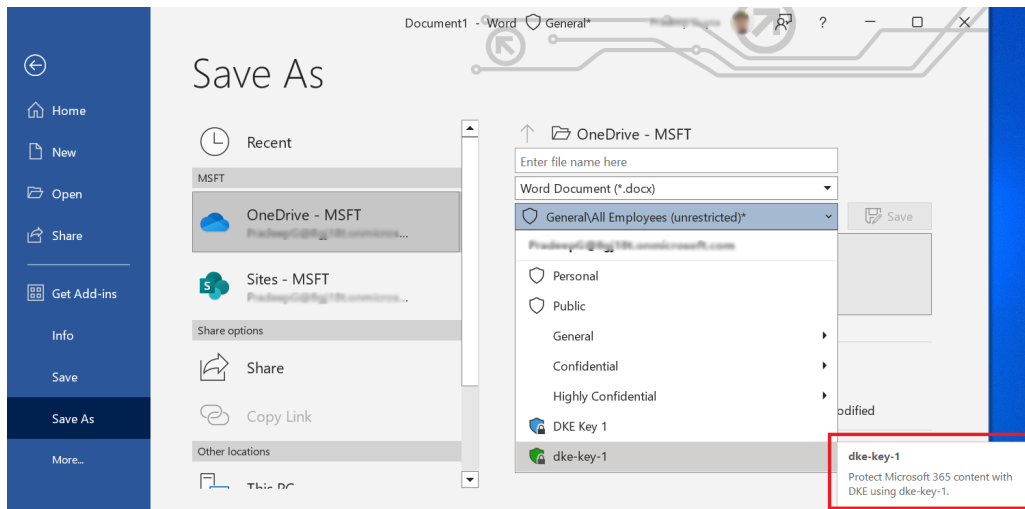 Document1 - Word General*
?
Save As
Home
New
Open
Share
Get Add-ins
Info
Save
Save As
More...
Recent
MSFT
OneDrive - MSFT
Sites - MSFT
Share options
Share
Copy Link
Other locations
This PC
OneDrive - MSFT
Enter file name here
Word Document (*.docx)
General\All Employees (unrestricted)*
Save
Personal
Public
General
Confidential
Highly Confidential
DKE Key 1
dke-key-1
odified
dke-key-1
Protect Microsoft 365 content with
DKE using dke-key-1.